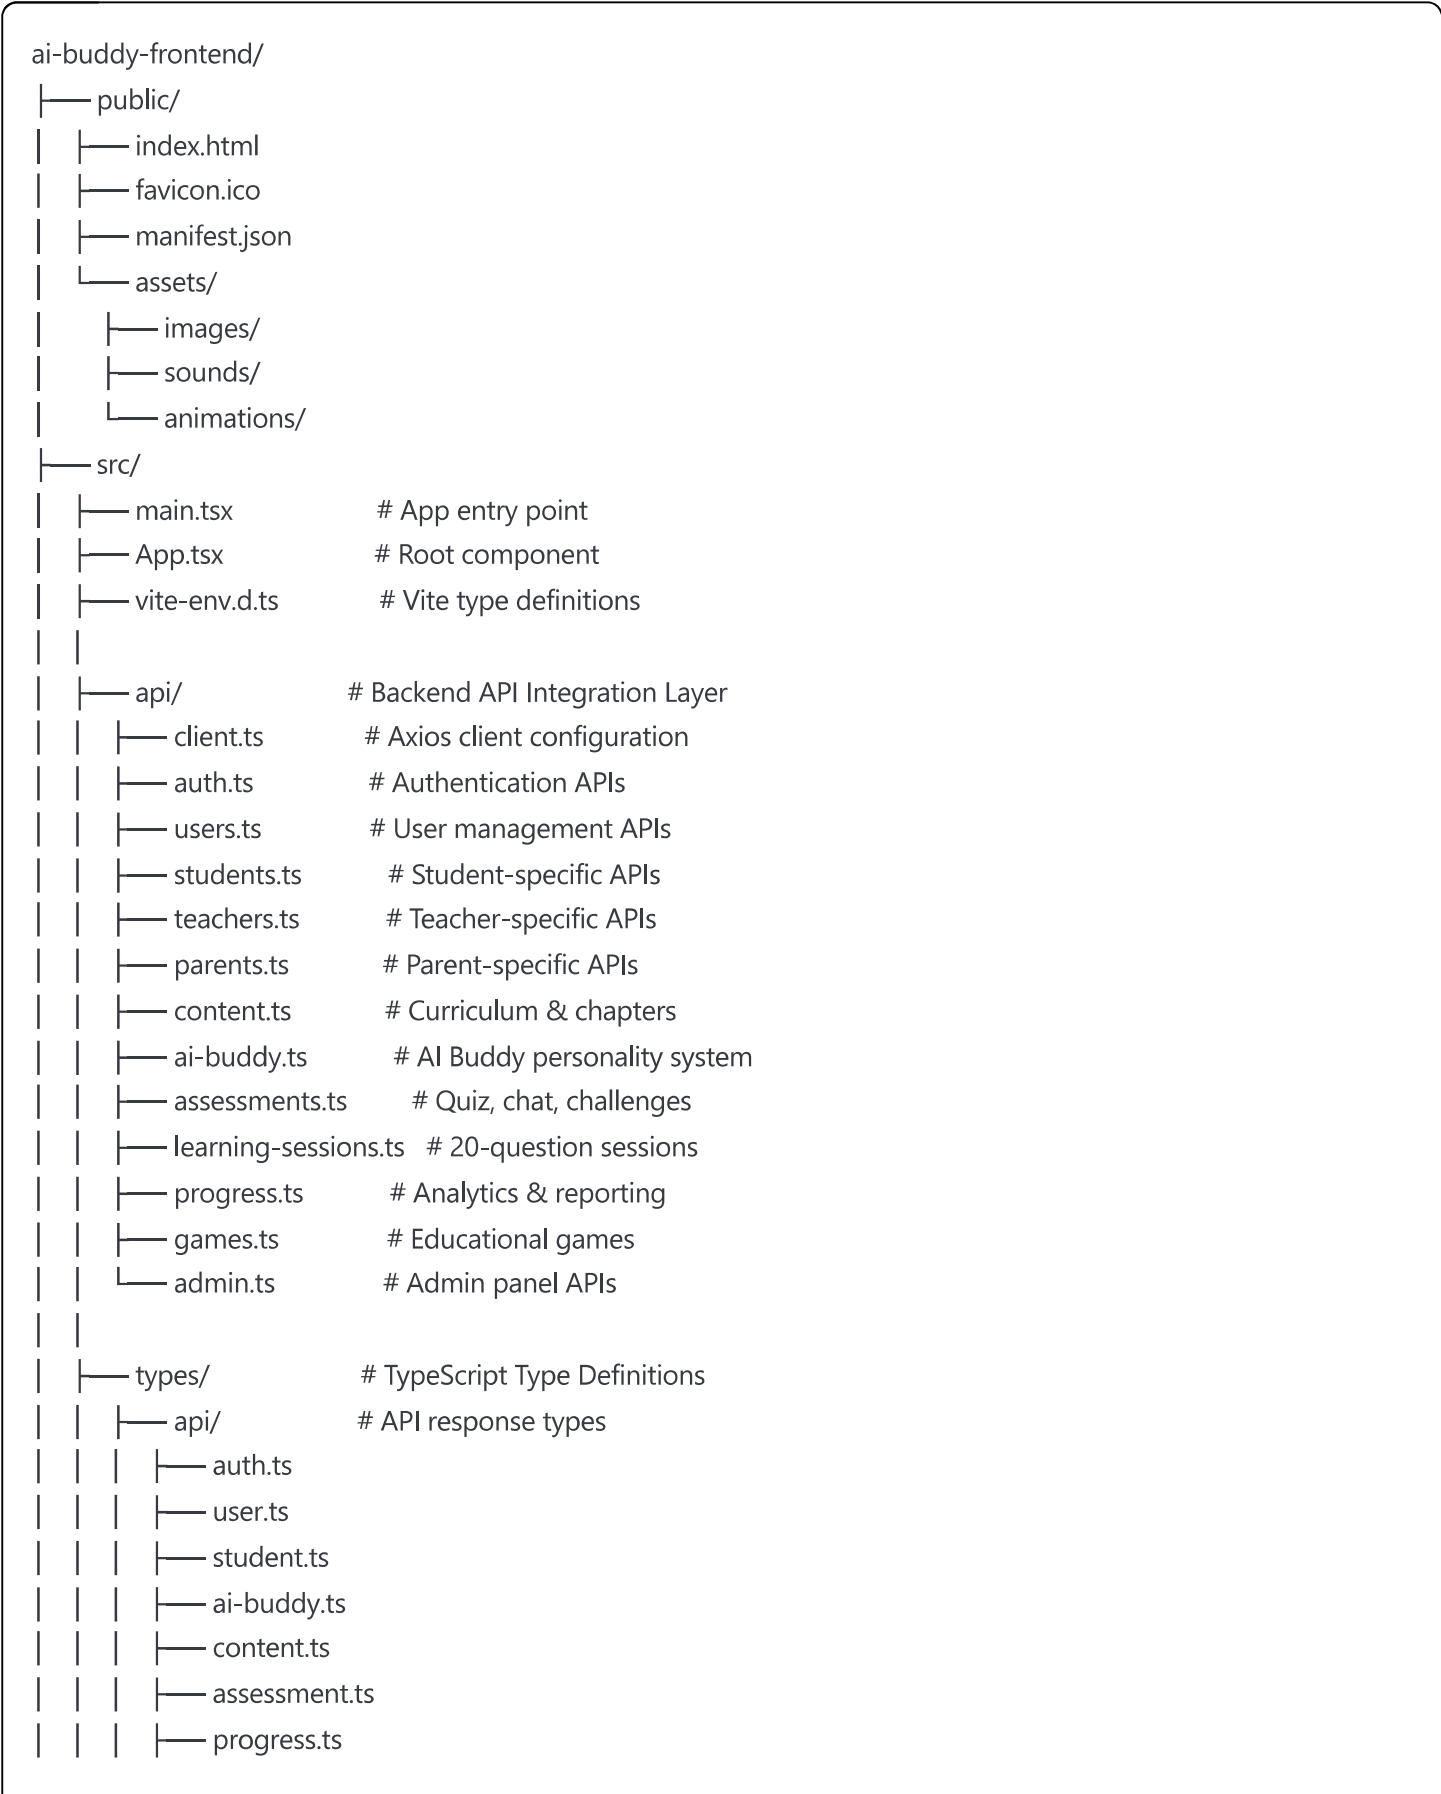 ai-buddy-frontend/
├── public/
│   ├── index.html
│   ├── favicon.ico
│   ├── manifest.json
│   └── assets/
│       ├── images/
│       ├── sounds/
│       └── animations/
├── src/
│   ├── main.tsx                 # App entry point
│   ├── App.tsx                  # Root component
│   ├── vite-env.d.ts            # Vite type definitions
│   │
│   ├── api/                     # Backend API Integration Layer
│   │   ├── client.ts            # Axios client configuration
│   │   ├── auth.ts              # Authentication APIs
│   │   ├── users.ts             # User management APIs
│   │   ├── students.ts          # Student-specific APIs
│   │   ├── teachers.ts          # Teacher-specific APIs
│   │   ├── parents.ts           # Parent-specific APIs
│   │   ├── content.ts           # Curriculum & chapters
│   │   ├── ai-buddy.ts          # AI Buddy personality system
│   │   ├── assessments.ts       # Quiz, chat, challenges
│   │   ├── learning-sessions.ts # 20-question sessions
│   │   ├── progress.ts          # Analytics & reporting
│   │   ├── games.ts             # Educational games
│   │   └── admin.ts             # Admin panel APIs
│   │
│   ├── types/                   # TypeScript Type Definitions
│   │   ├── api/                 # API response types
│   │   │   ├── auth.ts
│   │   │   ├── user.ts
│   │   │   ├── student.ts
│   │   │   ├── ai-buddy.ts
│   │   │   ├── content.ts
│   │   │   ├── assessment.ts
│   │   │   ├── progress.ts